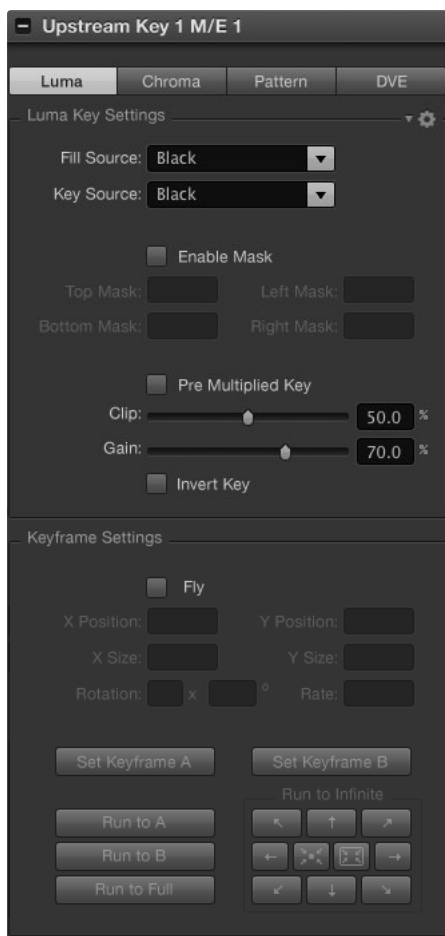 Upstream Key 1 M/E 1
Luma Chroma Pattern DVE
Luma Key Settings
Fill Source: Black
Key Source: Black
Enable Mask
Top Mask: Left Mask:
Bottom Mask: Right Mask:
Pre Multiplied Key
Clip: 50.0 %
Gain: 70.0 %
Invert Key
Keyframe Settings
Fly
X Position: Y Position:
X Size: Y Size:
Rotation: x ° Rate:
Set Keyframe A Set Keyframe B
Run to Infinite
Run to A
Run to B
Run to Full